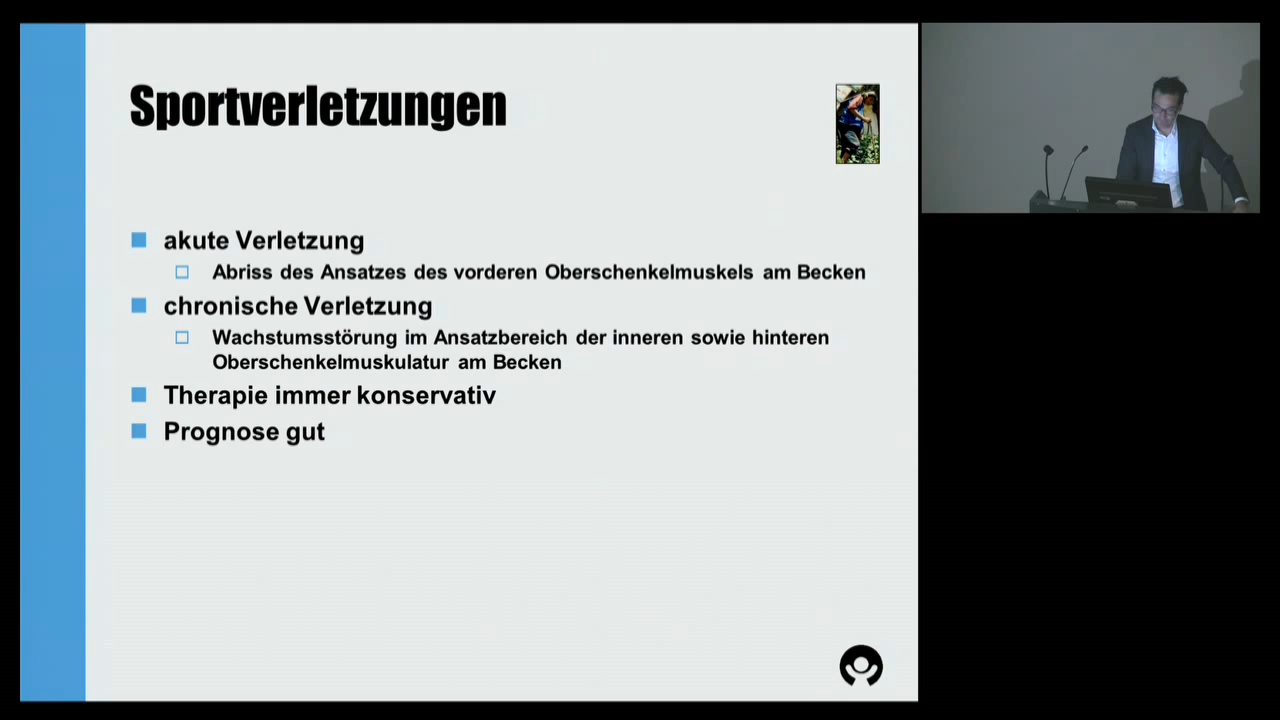 Sportverletzungen
akute Verletzung
Abriss des Ansatzes des vorderen Oberschenkelmuskels am Becken
chronische Verletzung
Wachstumsstörung im Ansatzbereich der inneren sowie hinteren
Oberschenkelmuskulatur am Becken
Therapie immer konservativ
Prognose gut